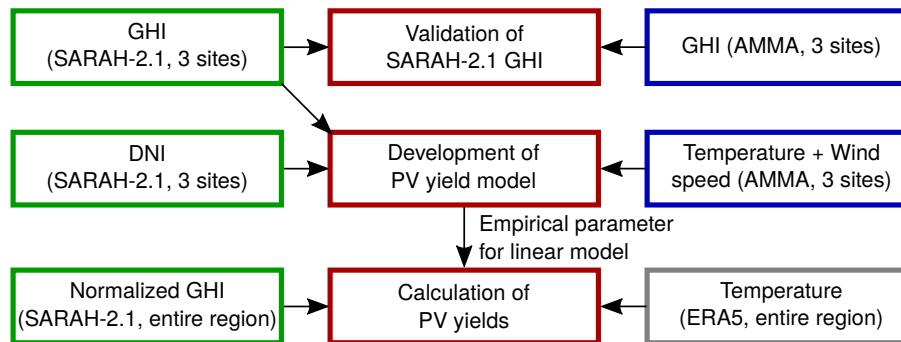 GHI
(SARAH-2.1, 3 sites)
Validation of
SARAH-2.1 GHI
GHI (AMMA, 3 sites)
DNI
(SARAH-2.1, 3 sites)
Development of
PV yield model
Temperature + Wind
speed (AMMA, 3 sites)
Empirical parameter
for linear model
Normalized GHI
(SARAH-2.1, entire region)
Calculation of
PV yields
Temperature
(ERA5, entire region)